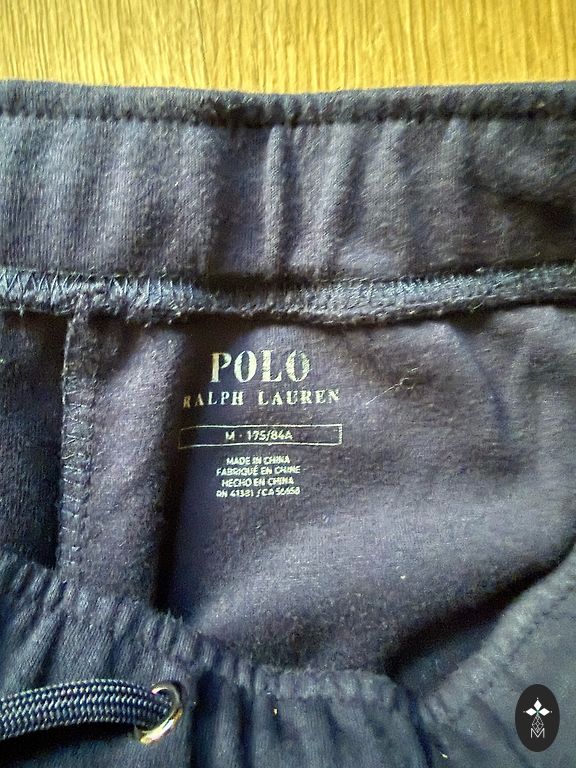 POLO
RALPH LAUREN
M - 175/84A
MADE IN CHINA
FABRIQUÉ EN CHINE
HECHO EN CHINA
RN 41381 / CA 56658
M